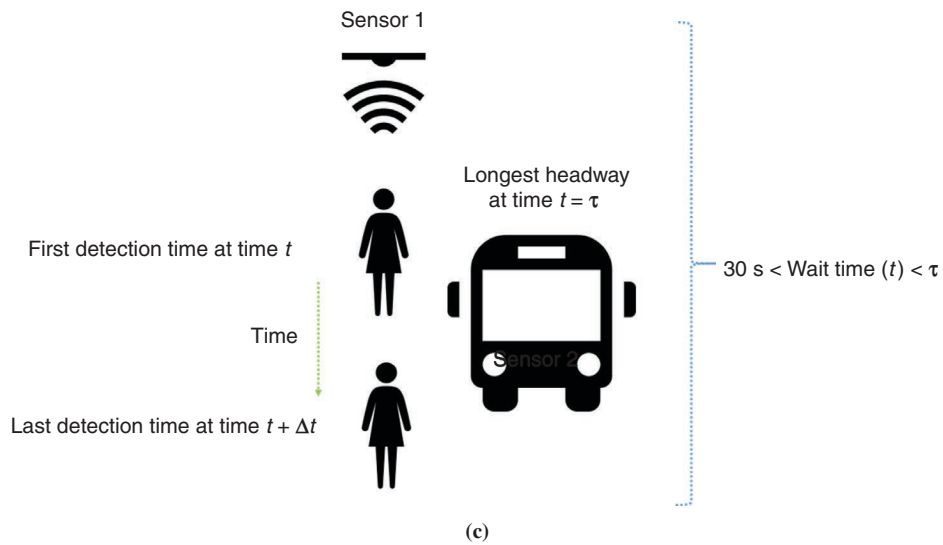 Sensor 1
Longest headway
at time t = τ
First detection time at time t
30 s < Wait time (t) < τ
Time
Sensor 2
Last detection time at time t + Δt
(c)